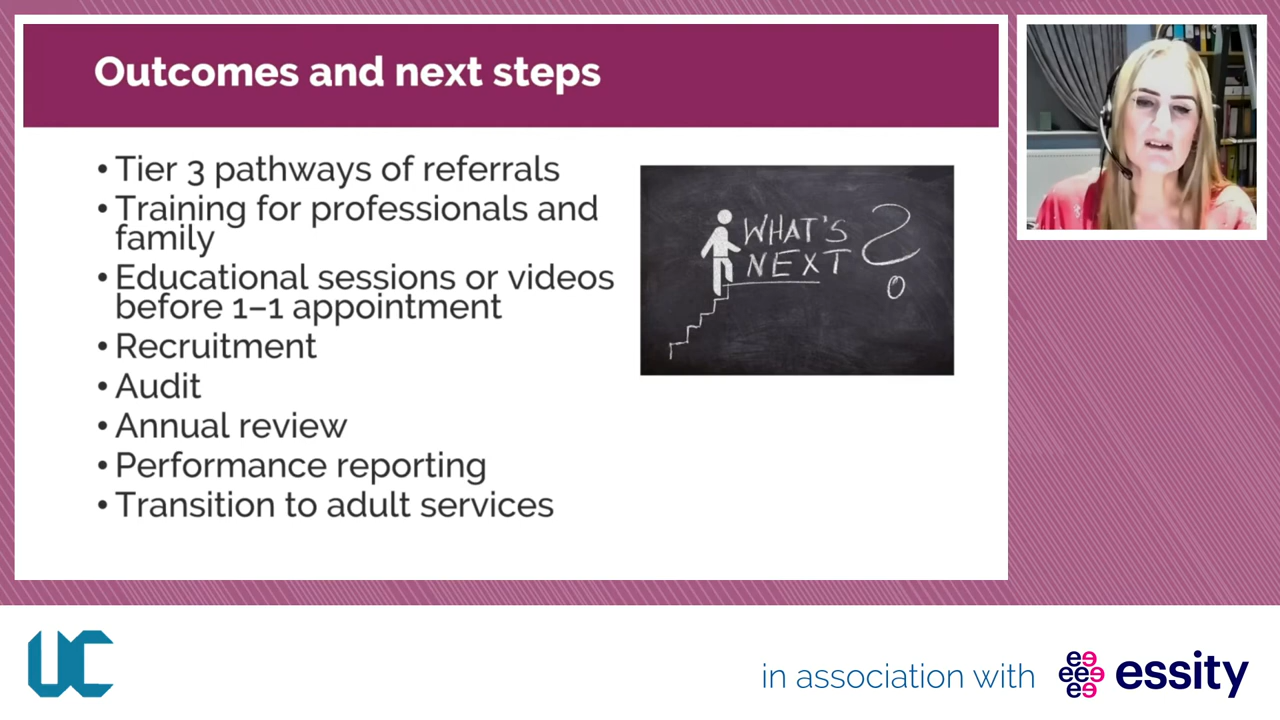 Outcomes and next steps
• Tier 3 pathways of referrals
• Training for professionals and
family
• Educational sessions or videos
before 1–1 appointment
• Recruitment
• Audit
• Annual review
• Performance reporting
• Transition to adult services
WHAT'S
NEXT ?
UC
in association with essity